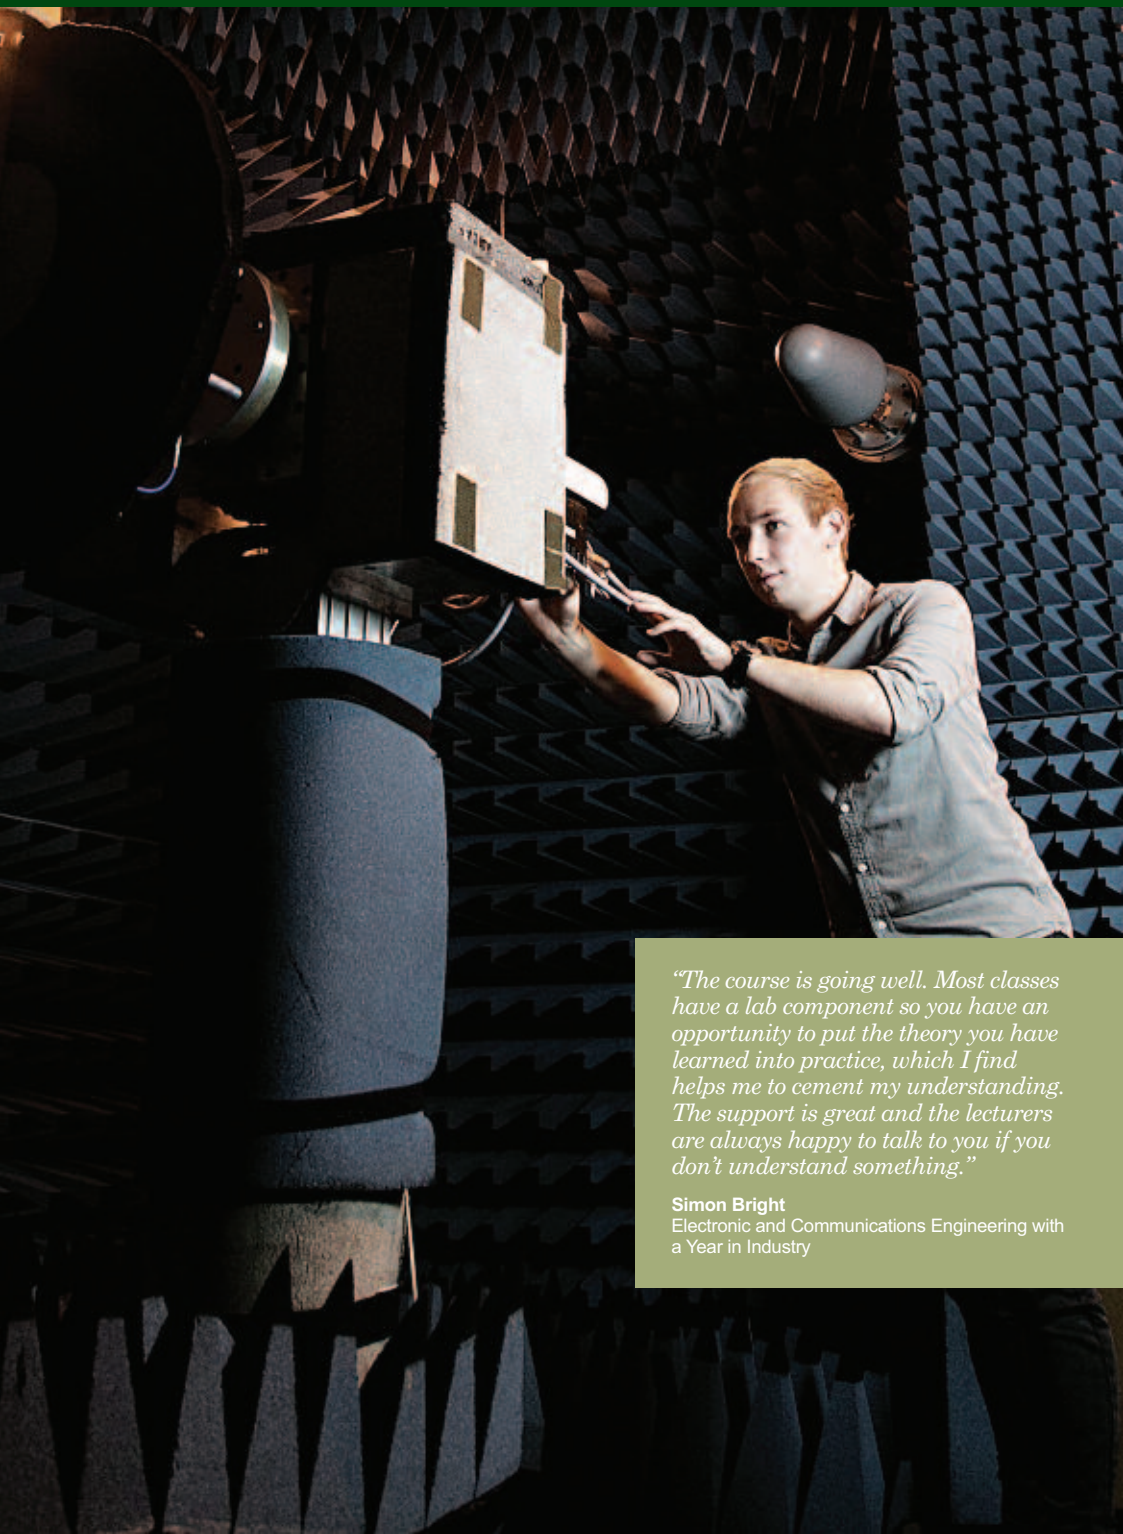 “The course is going well. Most classes
have a lab component so you have an
opportunity to put the theory you have
learned into practice, which I find
helps me to cement my understanding.
The support is great and the lecturers
are always happy to talk to you if you
don’t understand something.”
Simon Bright
Electronic and Communications Engineering with
a Year in Industry